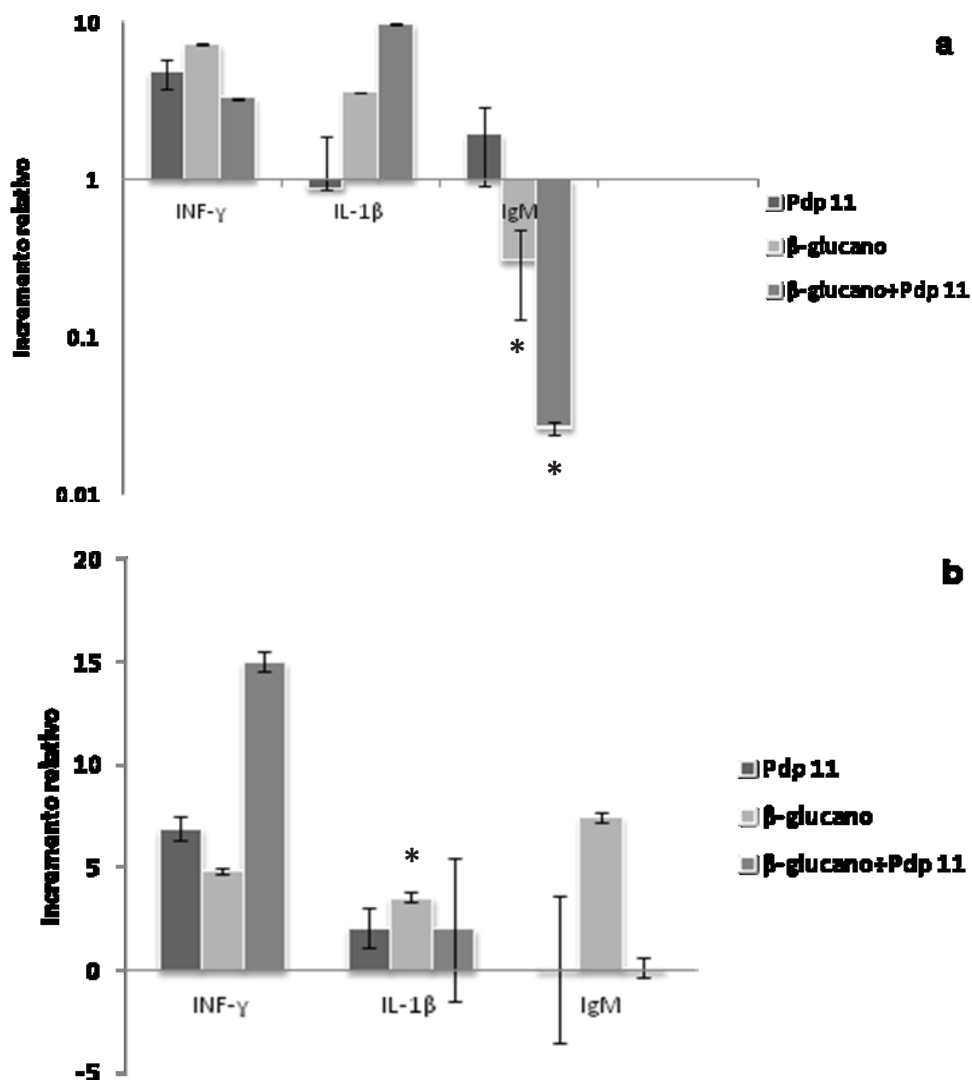 10
a
1
INF-γ
IL-1β
IgM
Pdp 11
β-glucano
β-glucano+Pdp 11
Incremento relativo
0.1
*
*
0.01
20
b
15
10
5
0
-5
Incremento relativo
*
INF-γ
IL-1β
IgM
Pdp 11
β-glucano
β-glucano+Pdp 11